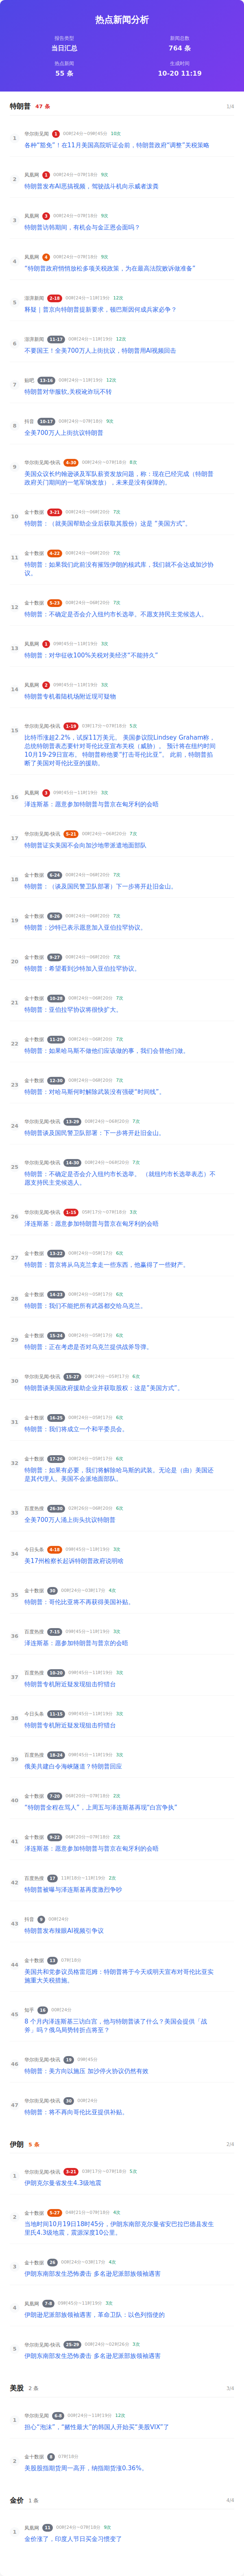 热点新闻分析
报告类型
当日汇总
新闻总数
764 条
热点新闻
55 条
生成时间
10-20 11:19
特朗普 47 条 1/4
1 华尔街见闻 1 00时24分~09时45分 10次
各种“豁免”！在11月美国高院听证会前，特朗普政府“调整”关税策略
2 凤凰网 1 00时24分~07时18分 9次
特朗普发布AI恶搞视频，驾驶战斗机向示威者泼粪
3 凤凰网 3 00时24分~07时18分 9次
特朗普访韩期间，有机会与金正恩会面吗？
4 凤凰网 4 00时24分~07时18分 9次
“特朗普政府悄悄放松多项关税政策，为在最高法院败诉做准备”
5 澎湃新闻 2-18 00时24分~11时19分 12次
释疑｜普京向特朗普提新要求，顿巴斯因何成兵家必争？
6 澎湃新闻 11-17 00时24分~11时19分 12次
不要国王！全美700万人上街抗议，特朗普用AI视频回击
7 贴吧 13-16 00时24分~11时19分 12次
特朗普对华服软,关税讹诈玩不转
8 抖音 10-17 00时24分~07时18分 9次
全美700万人上街抗议特朗普
9 华尔街见闻-快讯 4-30 00时24分~07时18分 8次
美国众议长约翰逊谈及军队薪资发放问题，称：现在已经完成（特朗普政府关门期间的一笔军饷发放），未来是没有保障的。
10 金十数据 3-21 00时24分~06时20分 7次
特朗普：（就美国帮助企业后获取其股份）这是“美国方式”。
11 金十数据 4-22 00时24分~06时20分 7次
特朗普：如果我们此前没有摧毁伊朗的核武库，我们就不会达成加沙协议。
12 金十数据 5-23 00时24分~06时20分 7次
特朗普：不确定是否会介入纽约市长选举。不愿支持民主党候选人。
13 凤凰网 1 09时45分~11时19分 3次
特朗普：对华征收100%关税对美经济“不能持久”
14 凤凰网 2 09时45分~11时19分 3次
特朗普专机着陆机场附近现可疑物
15 华尔街见闻-快讯 1-19 03时17分~07时18分 5次
比特币涨超2.2%，试探11万美元。 美国参议院Lindsey Graham称，总统特朗普表态要针对哥伦比亚宣布关税（威胁）。 预计将在纽约时间10月19-29日宣布。 特朗普称他要“打击哥伦比亚”。 此前，特朗普掐断了美国对哥伦比亚的援助。
16 凤凰网 3 09时45分~11时19分 3次
泽连斯基：愿意参加特朗普与普京在匈牙利的会晤
17 华尔街见闻-快讯 5-21 00时24分~06时20分 7次
特朗普证实美国不会向加沙地带派遣地面部队
18 金十数据 6-24 00时24分~06时20分 7次
特朗普：（谈及国民警卫队部署）下一步将开赴旧金山。
19 金十数据 8-26 00时24分~06时20分 7次
特朗普：沙特已表示愿意加入亚伯拉罕协议。
20 金十数据 9-27 00时24分~06时20分 7次
特朗普：希望看到沙特加入亚伯拉罕协议。
21 金十数据 10-28 00时24分~06时20分 7次
特朗普：亚伯拉罕协议将很快扩大。
22 金十数据 11-29 00时24分~06时20分 7次
特朗普：如果哈马斯不做他们应该做的事，我们会替他们做。
23 金十数据 12-30 00时24分~06时20分 7次
特朗普：对哈马斯何时解除武装没有强硬“时间线”。
24 华尔街见闻-快讯 13-29 00时24分~06时20分 7次
特朗普谈及国民警卫队部署：下一步将开赴旧金山。
25 华尔街见闻-快讯 14-30 00时24分~06时20分 7次
特朗普：不确定是否会介入纽约市长选举。 （就纽约市长选举表态）不愿支持民主党候选人。
26 华尔街见闻-快讯 1-15 05时17分~07时18分 3次
泽连斯基：愿意参加特朗普与普京在匈牙利的会晤
27 金十数据 13-22 00时24分~05时17分 6次
特朗普：普京将从乌克兰拿走一些东西，他赢得了一些财产。
28 金十数据 14-23 00时24分~05时17分 6次
特朗普：我们不能把所有武器都交给乌克兰。
29 金十数据 15-24 00时24分~05时17分 6次
特朗普：正在考虑是否对乌克兰提供战斧导弹。
30 华尔街见闻-快讯 15-27 00时24分~05时17分 6次
特朗普谈美国政府援助企业并获取股权：这是“美国方式”。
31 金十数据 16-25 00时24分~05时17分 6次
特朗普：我们将成立一个和平委员会。
32 金十数据 17-26 00时24分~05时17分 6次
特朗普：如果有必要，我们将解除哈马斯的武装。无论是（由）美国还是其代理人。美国不会派地面部队。
33 百度热搜 26-30 02时26分~06时20分 6次
全美700万人涌上街头抗议特朗普
34 今日头条 4-18 09时45分~11时19分 3次
美17州检察长起诉特朗普政府说明啥
35 金十数据 30 00时24分~03时17分 4次
特朗普：哥伦比亚将不再获得美国补贴。
36 百度热搜 7-15 09时45分~11时19分 3次
泽连斯基：愿参加特朗普与普京的会晤
37 百度热搜 10-20 09时45分~11时19分 3次
特朗普专机附近疑发现狙击狩猎台
38 今日头条 11-15 09时45分~11时19分 3次
特朗普专机附近疑发现狙击狩猎台
39 百度热搜 18-24 09时45分~11时19分 3次
俄美共建白令海峡隧道？特朗普回应
40 金十数据 7-20 06时20分~07时18分 2次
“特朗普全程在骂人”，上周五与泽连斯基再现“白宫争执”
41 金十数据 9-22 06时20分~07时18分 2次
泽连斯基：愿意参加特朗普与普京在匈牙利的会晤
42 百度热搜 17 11时18分~11时19分 2次
特朗普被曝与泽连斯基再度激烈争吵
43 抖音 9 00时24分
特朗普发布辣眼AI视频引争议
44 金十数据 13 07时18分
美国共和党参议员格雷厄姆：特朗普将于今天或明天宣布对哥伦比亚实施重大关税措施。
45 知乎 16 00时24分
8 个月内泽连斯基三访白宫，他与特朗普谈了什么？美国会提供「战斧」吗？俄乌局势转折点将至？
46 华尔街见闻-快讯 19 09时45分
特朗普：美方向以施压 加沙停火协议仍然有效
47 华尔街见闻-快讯 30 00时24分
特朗普：将不再向哥伦比亚提供补贴。
伊朗 5 条 2/4
1 华尔街见闻-快讯 3-21 03时17分~07时18分 5次
伊朗克尔曼省发生4.3级地震
2 金十数据 5-27 04时21分~07时18分 4次
当地时间10月19日18时45分，伊朗东南部克尔曼省安巴拉巴德县发生里氏4.3级地震，震源深度10公里。
3 金十数据 26 00时24分~03时17分 4次
伊朗东南部发生恐怖袭击 多名逊尼派部族领袖遇害
4 凤凰网 7-8 09时45分~11时19分 3次
伊朗逊尼派部族领袖遇害，革命卫队：以色列指使的
5 华尔街见闻-快讯 25-29 00时24分~02时26分 3次
伊朗东南部发生恐怖袭击 多名逊尼派部族领袖遇害
美股 2 条 3/4
1 华尔街见闻 6-8 00时24分~11时19分 12次
担心“泡沫”，“赌性最大”的韩国人开始买“美股VIX”了
2 金十数据 8 07时18分
美股股指期货周一高开，纳指期货涨0.36%。
金价 1 条 4/4
1 凤凰网 11 00时24分~07时18分 9次
金价涨了，印度人节日买金习惯变了